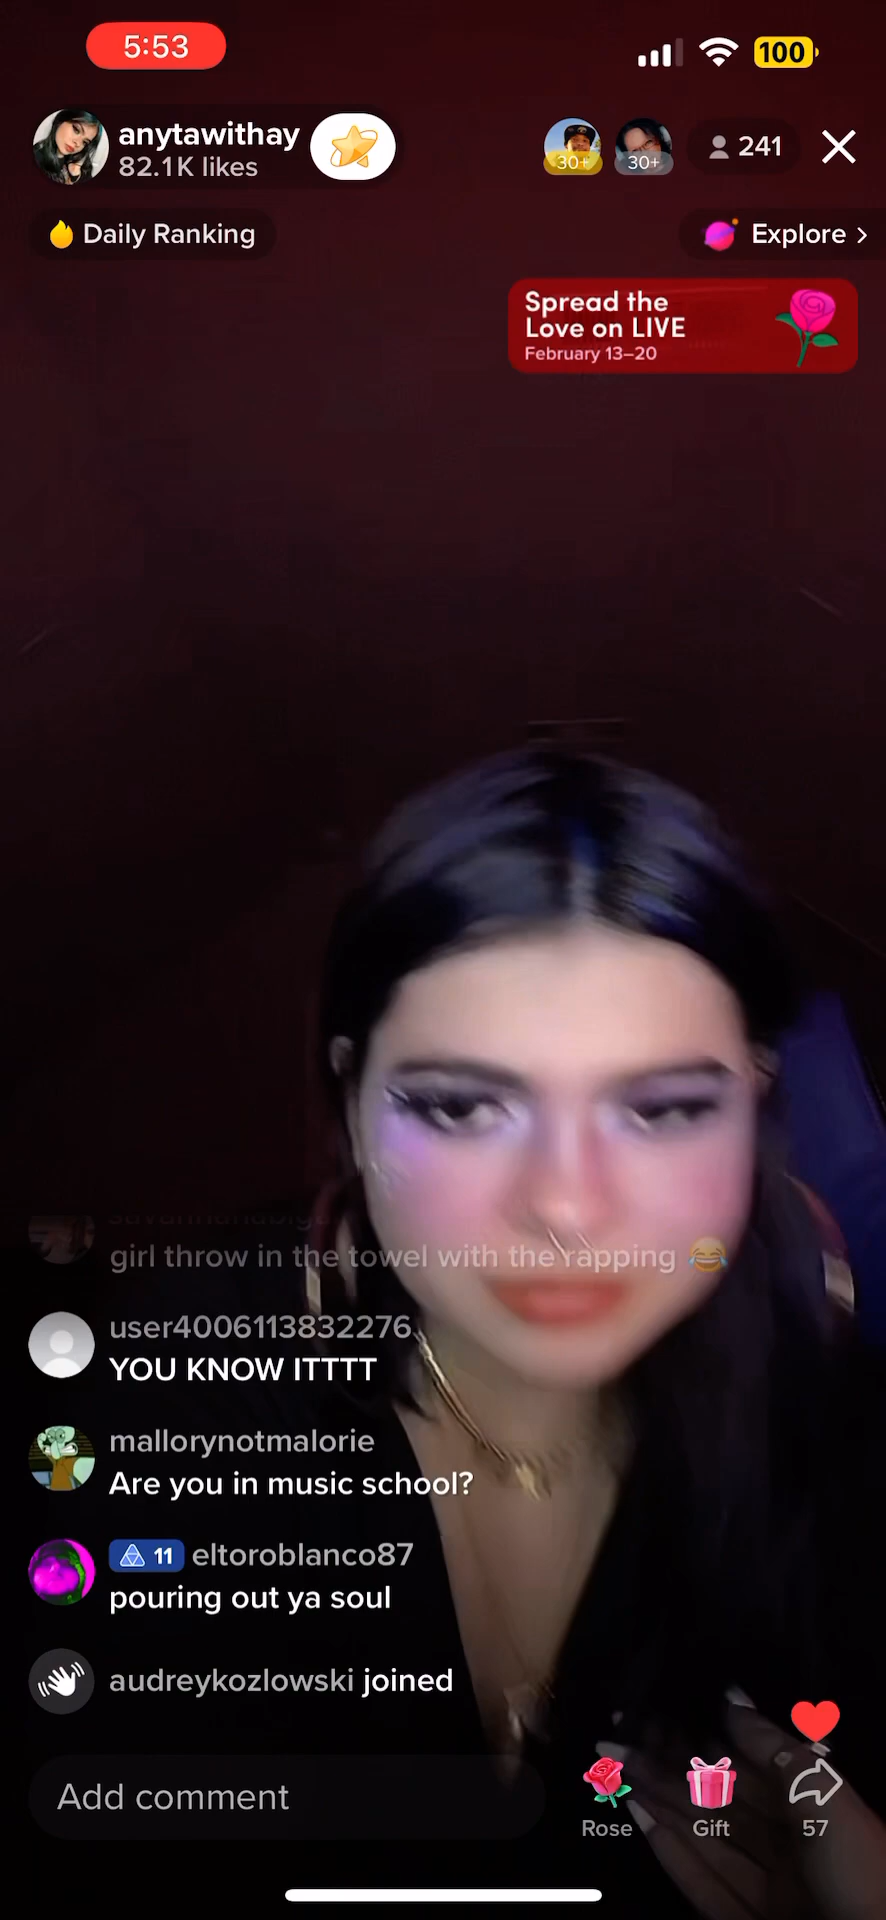 5:53
100
anytawithay
82.1K likes
30+
30+
241
Daily Ranking
Explore >
Spread the
Love on LIVE
February 13–20
girl throw in the towel with the rapping 😂
user4006113832276
YOU KNOW ITTTT
mallorynotmalorie
Are you in music school?
11 eltoroblanco87
pouring out ya soul
audreykozlowski joined
Add comment
Rose
Gift
57